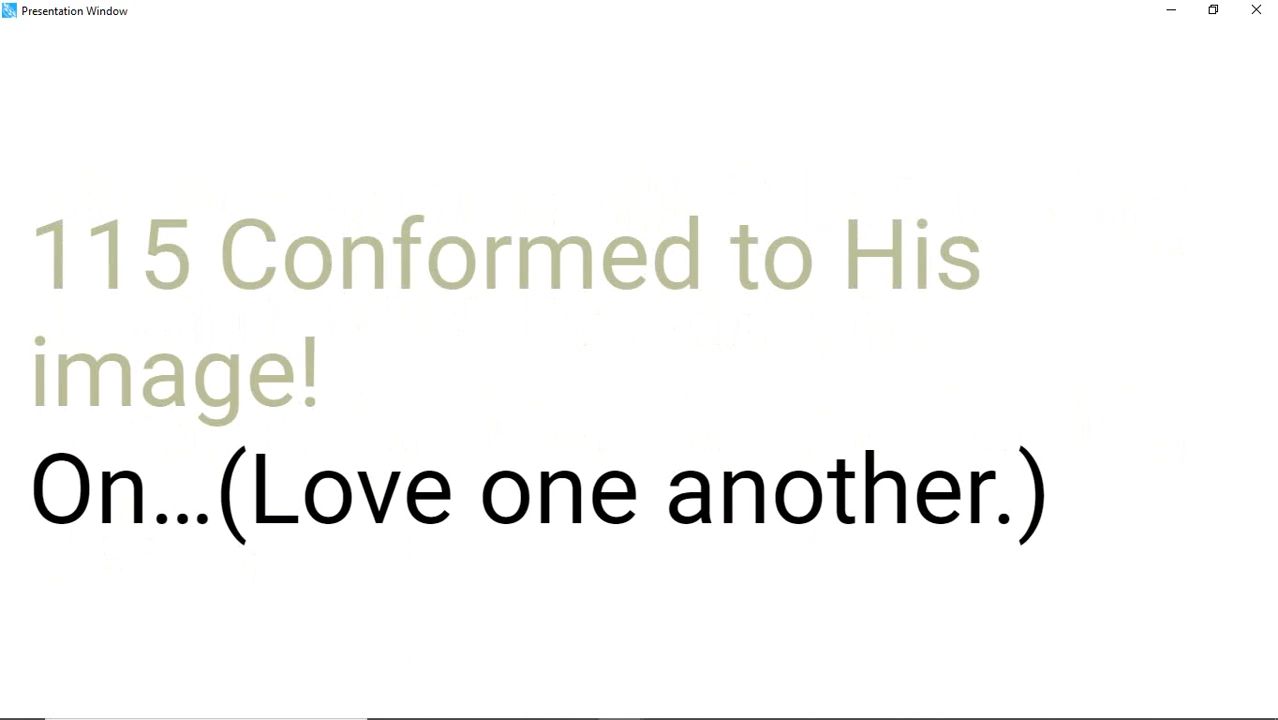 Presentation Window
115 Conformed to His
image!
On...(Love one another.)